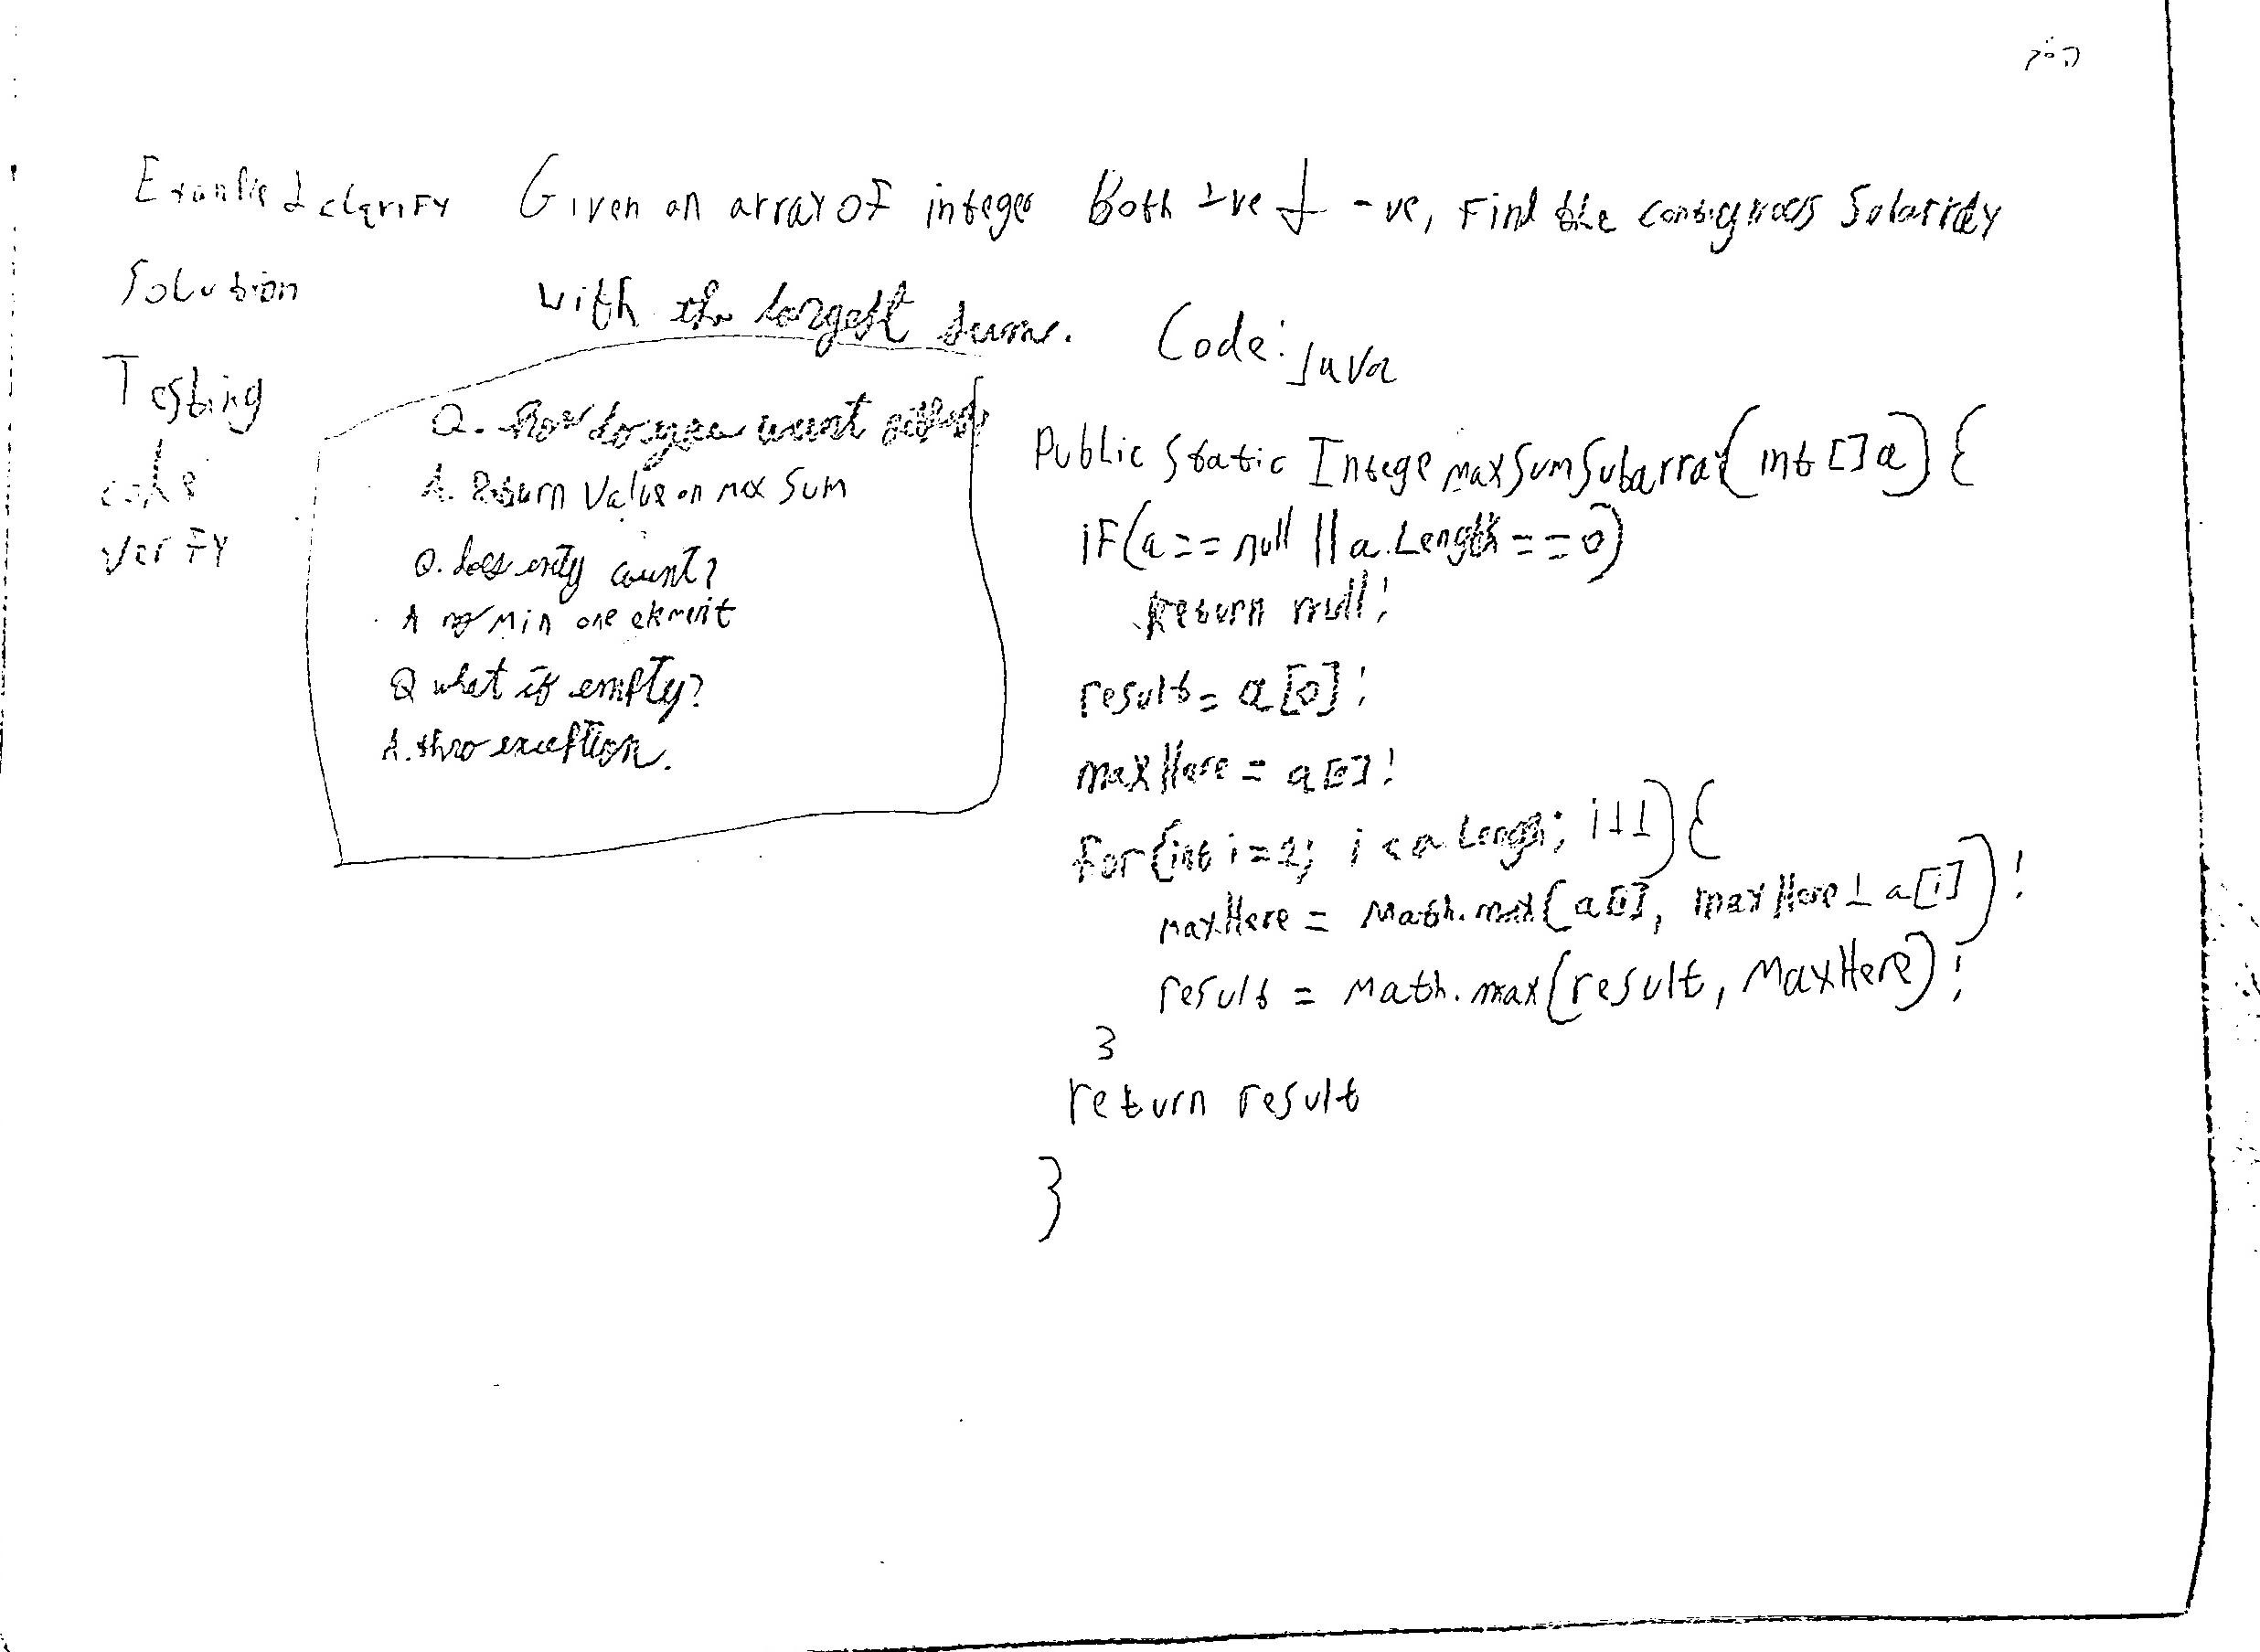 Example & clarify
Solution
Testing
code
verify
Given an array of integer Both +ve & -ve, Find the contiguous Subarray
with the largest sum.
Q. How do you want
A. Return Value on max Sum
Q. does emty count?
A no min one element
Q what if empty?
A. thro exception.
Code: Java
Public Static Intege maxSumSubarray(int []a) {
iF(a == null || a.Length == 0)
return null;
result = a[0];
maxHere = a[0];
for(int i=1; i < a.Length; i++) {
maxHere = Math.max(a[i], maxHere + a[i]);
result = Math.max(result, MaxHere);
}
return result
}